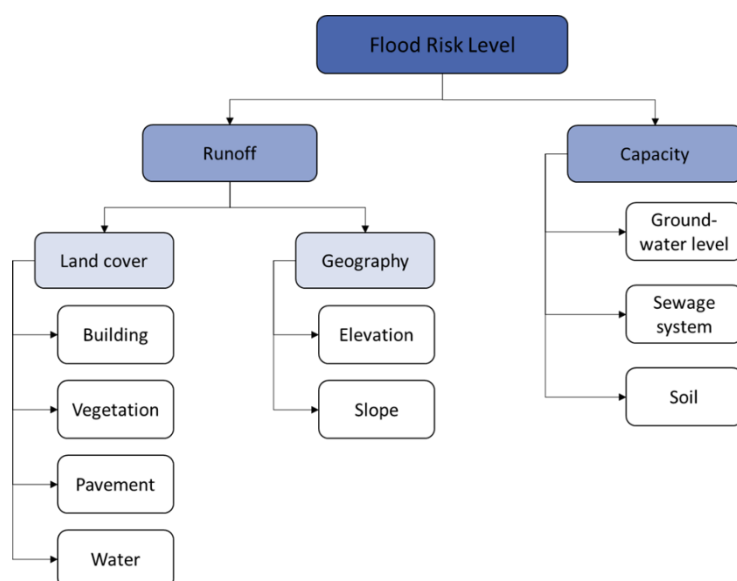 Flood Risk Level
Runoff
Capacity
Land cover
Geography
Ground-
water level
Building
Elevation
Sewage
system
Vegetation
Slope
Soil
Pavement
Water